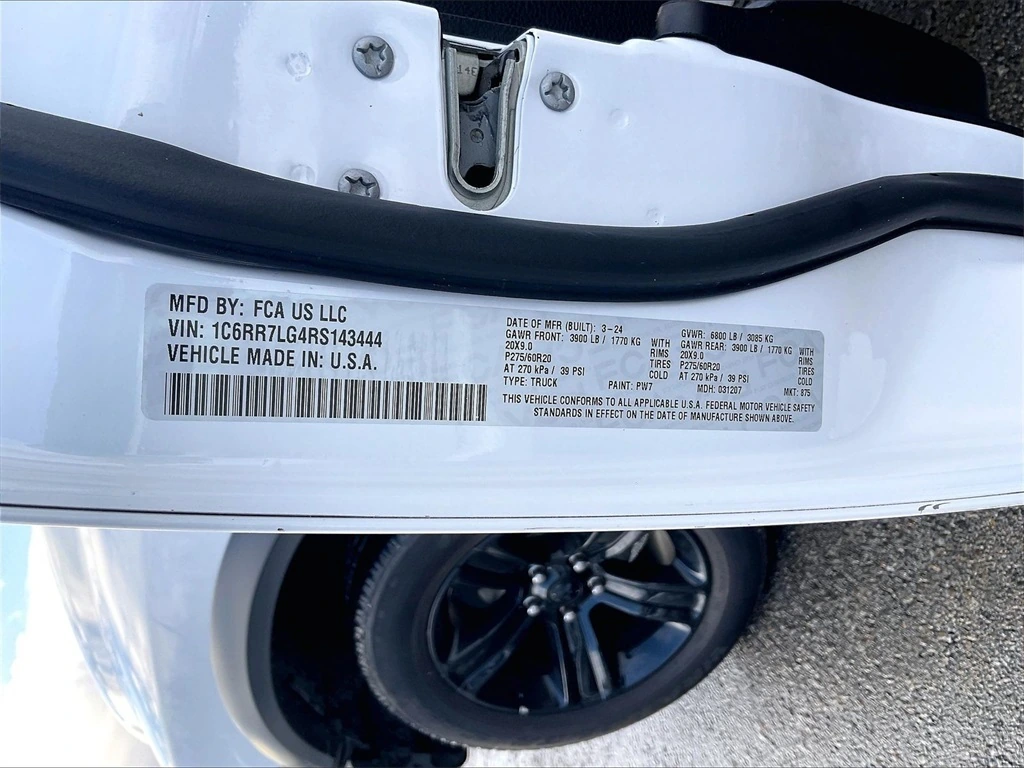 MFD BY: FCA US LLC
VIN: 1C6RR7LG4RS143444
VEHICLE MADE IN: U.S.A.
DATE OF MFR (BUILT): 3-24 GVWR: 6800 LB / 3085 KG
GAWR FRONT: 3900 LB / 1770 KG WITH GAWR REAR: 3900 LB / 1770 KG WITH
20X9.0 RIMS 20X9.0 RIMS
P275/60R20 TIRES P275/60R20 TIRES
AT 270 kPa / 39 PSI COLD AT 270 kPa / 39 PSI COLD
TYPE: TRUCK PAINT: PW7 MDH: 031207 MKT: 875
THIS VEHICLE CONFORMS TO ALL APPLICABLE U.S.A. FEDERAL MOTOR VEHICLE SAFETY
STANDARDS IN EFFECT ON THE DATE OF MANUFACTURE SHOWN ABOVE.